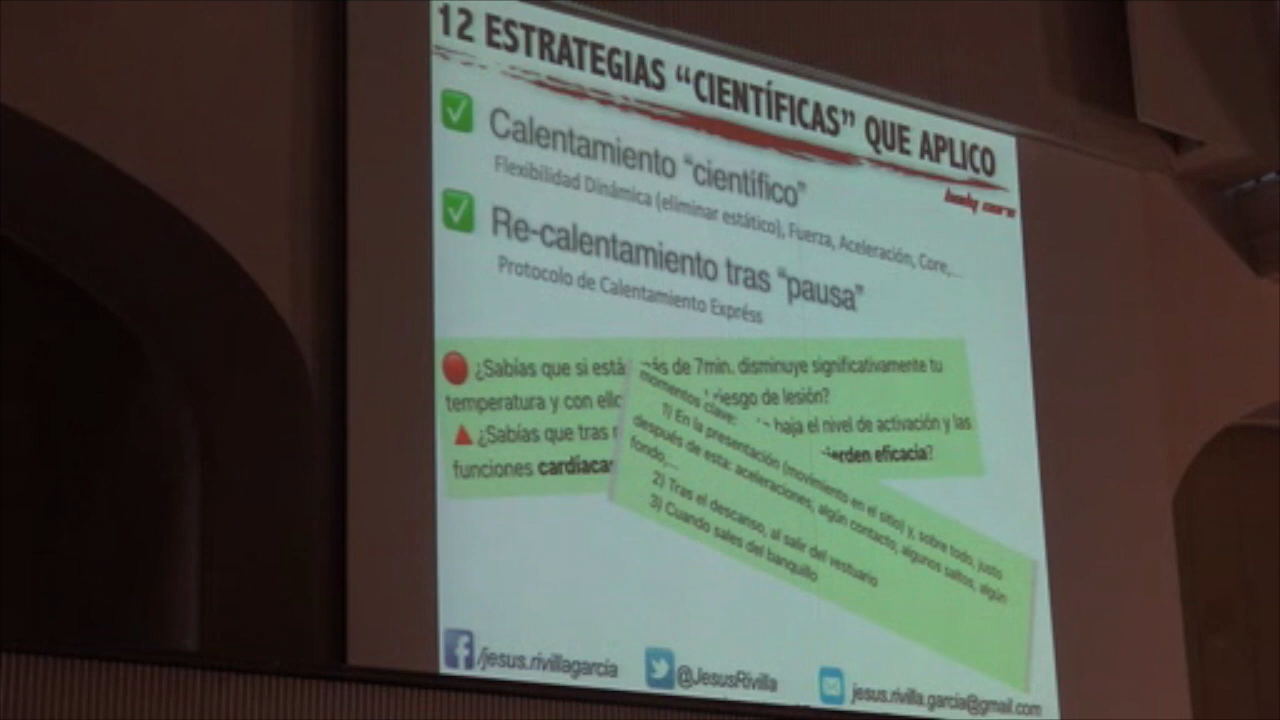 12 ESTRATEGIAS “CIENTÍFICAS” QUE APLICO
body care
Calentamiento “científico”
Flexibilidad Dinámica (eliminar estático), Fuerza, Aceleración, Core,...
Re-calentamiento tras “pausa”
Protocolo de Calentamiento Expréss
¿Sabías que si está más de 7min. disminuye significativamente tu
temperatura y con ello riesgo de lesión?
¿Sabías que tras baja el nivel de activación y las
funciones cardíacas pierden eficacia?
momentos clave:
1) En la presentación (movimiento en el sitio) y, sobre todo, justo
después de esta: aceleraciones, algún contacto, algunos saltos, algún
fondo,...
2) Tras el descanso, al salir del vestuario
3) Cuando sales del banquillo
/jesus.rivillagarcia
@JesusRivilla
jesus.rivilla.garcia@gmail.com